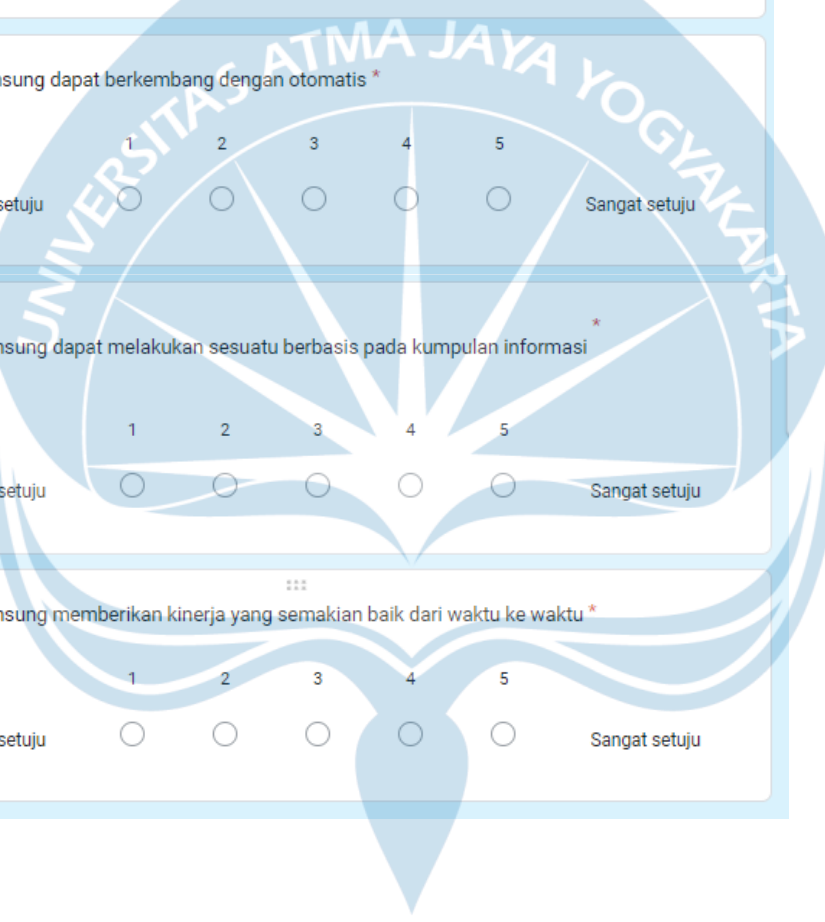 UNIVERSITAS ATMA JAYA YOGYAKARTA
nsung dapat berkembang dengan otomatis *
1 2 3 4 5
setuju Sangat setuju
*
nsung dapat melakukan sesuatu berbasis pada kumpulan informasi
1 2 3 4 5
setuju Sangat setuju
nsung memberikan kinerja yang semakian baik dari waktu ke waktu *
1 2 3 4 5
setuju Sangat setuju